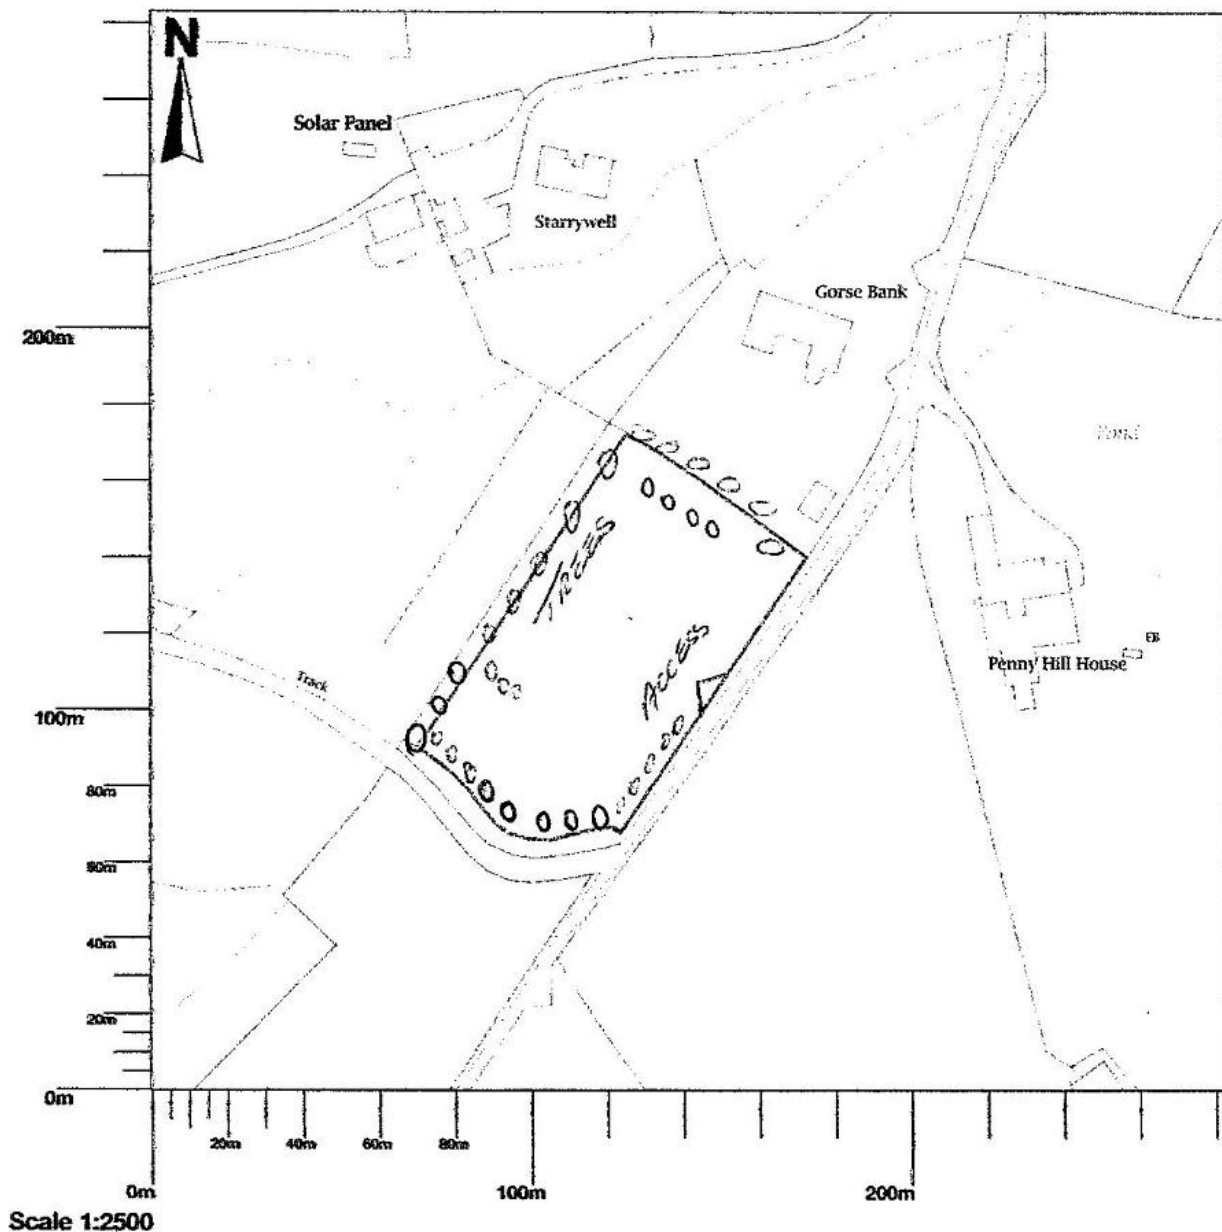 N
Solar Panel
Starrywell
Gorse Bank
200m
Pond
TREES
ACCESS
EB
Penny Hill House
Track
100m
80m
60m
40m
20m
0m
20m 40m 60m 80m
0m 100m 200m
Scale 1:2500